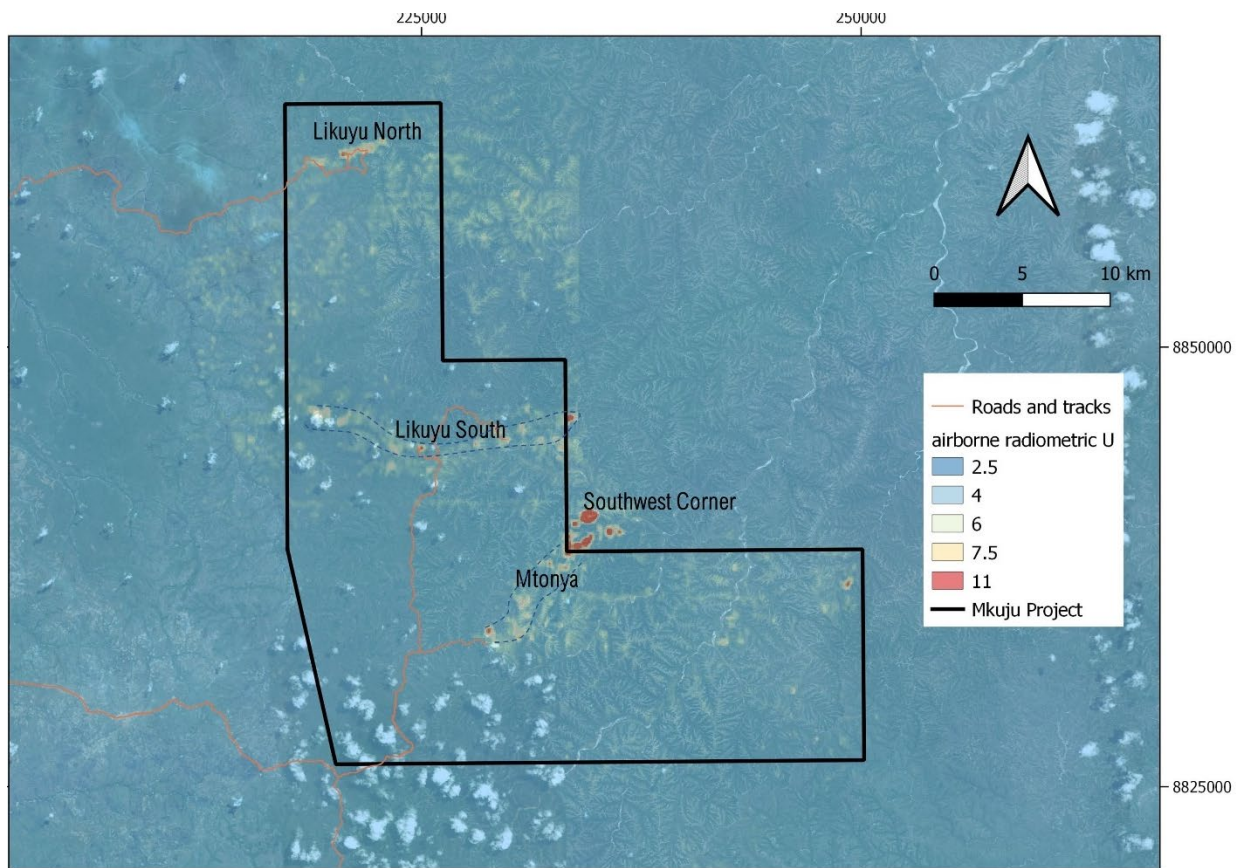 225000
250000
Likuyu North
0 5 10 km
8850000
Roads and tracks
airborne radiometric U
Likuyu South
2.5
4
Southwest Corner
6
7.5
Mtonya
11
Mkuju Project
8825000